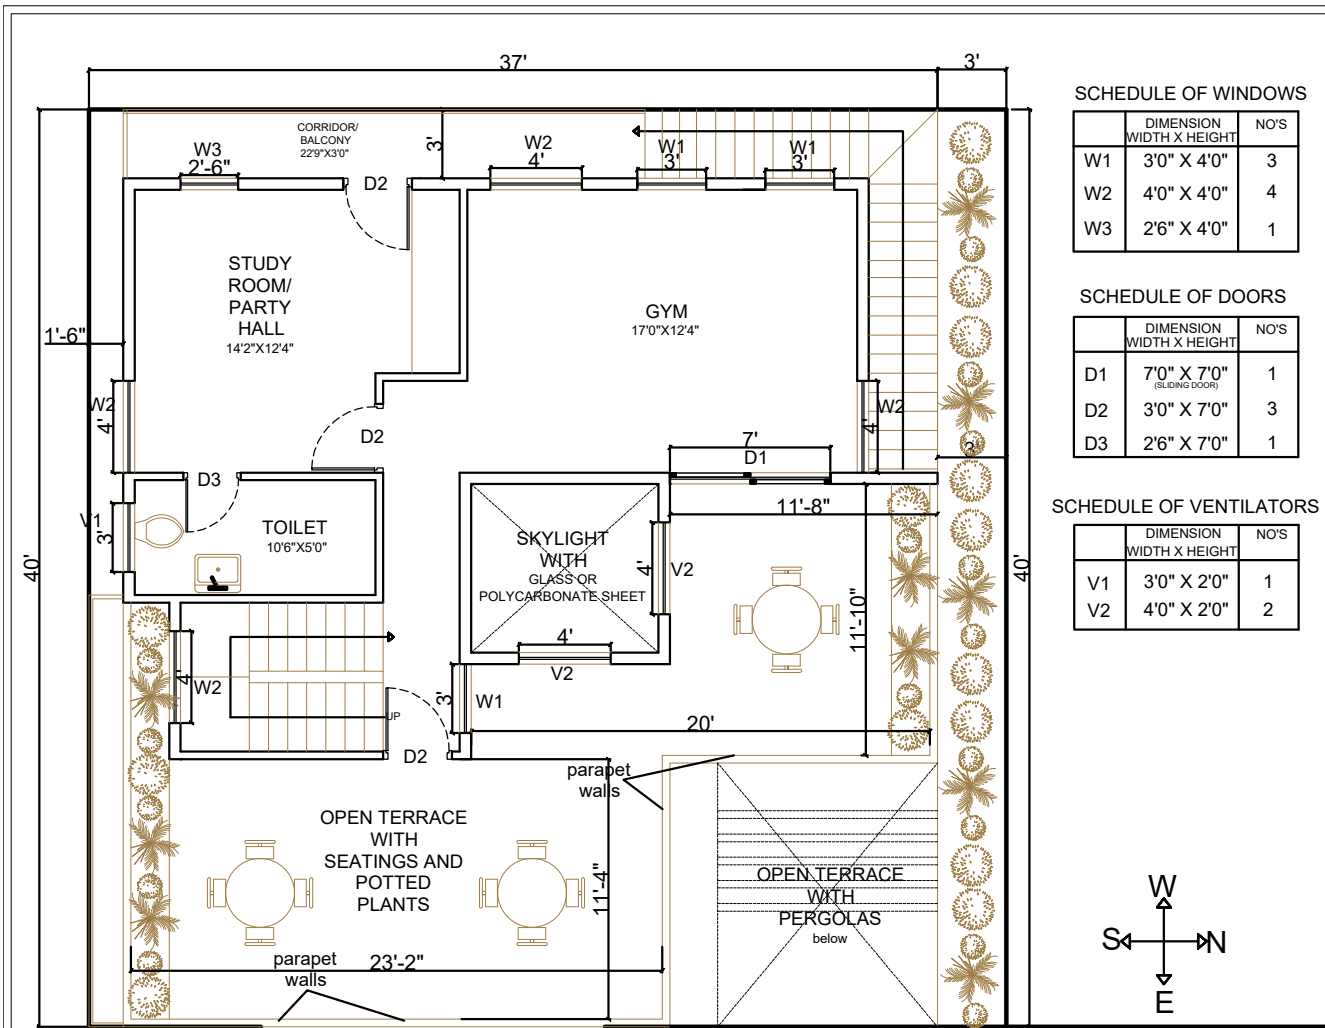 37'
3'
CORRIDOR/
BALCONY
22'9"X3'0"
3'
W3
2'-6"
D2
W2
4'
W1
3'
W1
3'
STUDY
ROOM/
PARTY
HALL
14'2"X12'4"
GYM
17'0"X12'4"
1'-6"
W2
4'
D2
W2
4'
7'
D1
3'
D3
V1
3'
TOILET
10'6"X5'0"
11'-8"
SKYLIGHT
WITH
GLASS OR
POLYCARBONATE SHEET
4'
V2
40'
40'
11'-10"
4'
V2
4'
W2
UP
3'
W1
20'
D2
parapet
walls
OPEN TERRACE
WITH
SEATINGS AND
POTTED
PLANTS
11'-4"
OPEN TERRACE
WITH
PERGOLAS
below
23'-2"
parapet
walls
SCHEDULE OF WINDOWS
DIMENSION NO'S
WIDTH X HEIGHT
W1 3'0" X 4'0" 3
W2 4'0" X 4'0" 4
W3 2'6" X 4'0" 1
SCHEDULE OF DOORS
DIMENSION NO'S
WIDTH X HEIGHT
D1 7'0" X 7'0" 1
(SLIDING DOOR)
D2 3'0" X 7'0" 3
D3 2'6" X 7'0" 1
SCHEDULE OF VENTILATORS
DIMENSION NO'S
WIDTH X HEIGHT
V1 3'0" X 2'0" 1
V2 4'0" X 2'0" 2
W
S N
E